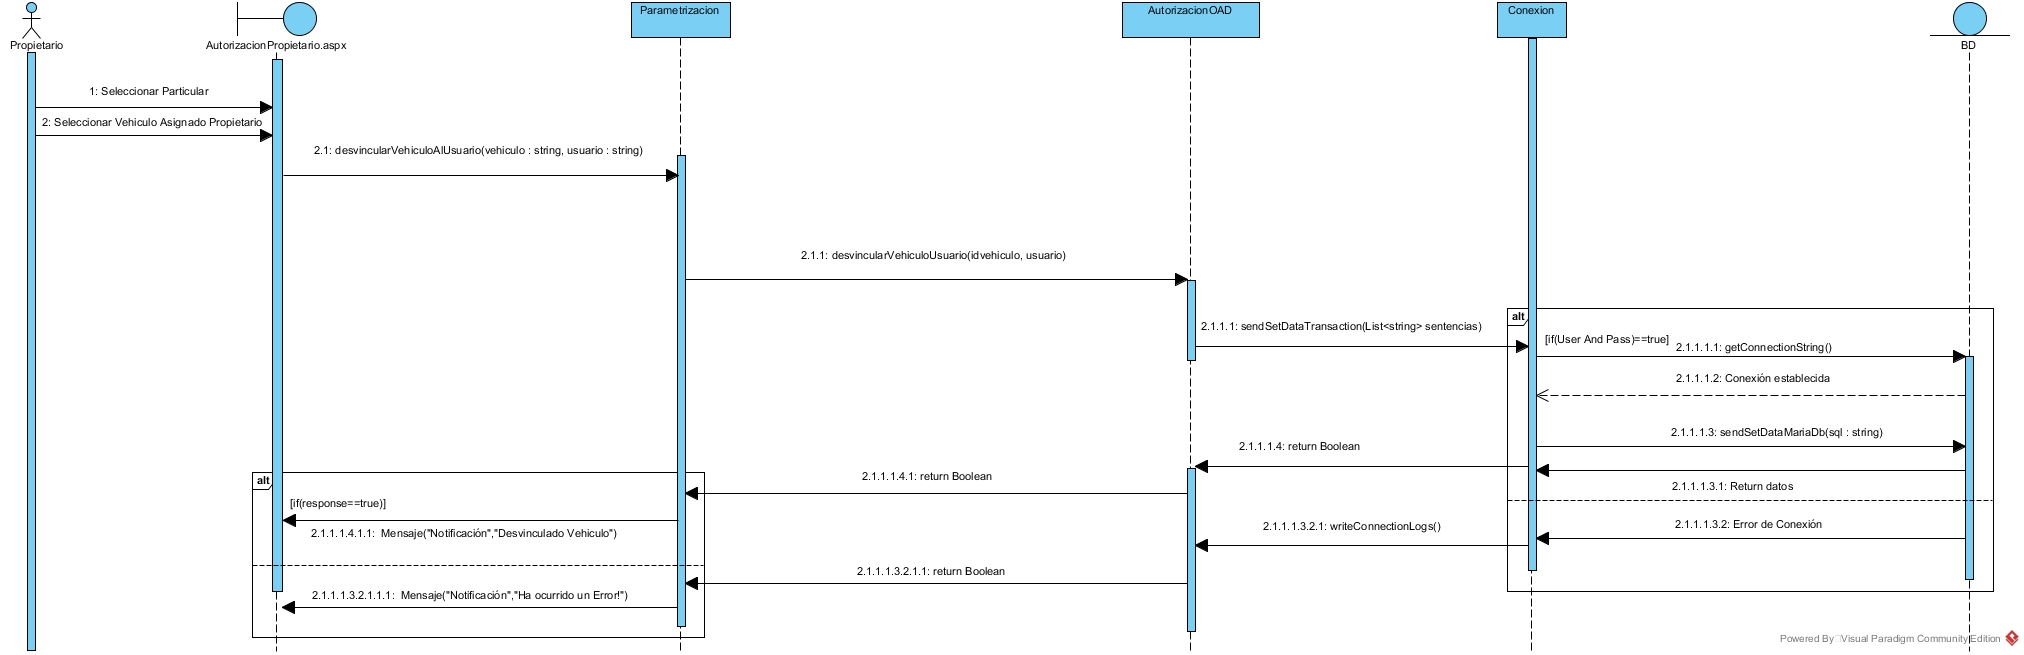 Propietario
AutorizacionPropietario.aspx
Parametrizacion
AutorizacionOAD
Conexion
BD
1: Seleccionar Particular
2: Seleccionar Vehiculo Asignado Propietario
2.1: desvincularVehiculoAlUsuario(vehiculo : string, usuario : string)
2.1.1: desvincularVehiculoUsuario(idvehiculo, usuario)
alt
2.1.1.1: sendSetDataTransaction(List<string> sentencias)
[if(User And Pass)==true]
2.1.1.1.1: getConnectionString()
2.1.1.1.2: Conexión establecida
2.1.1.1.3: sendSetDataMariaDb(sql : string)
2.1.1.1.4: return Boolean
2.1.1.1.4.1: return Boolean
alt
2.1.1.1.3.1: Return datos
[if(response==true)]
2.1.1.1.3.2: Error de Conexión
2.1.1.1.3.2.1: writeConnectionLogs()
2.1.1.1.4.1.1: Mensaje("Notificación","Desvinculado Vehiculo")
2.1.1.1.3.2.1.1: return Boolean
2.1.1.1.3.2.1.1.1: Mensaje("Notificación","Ha ocurrido un Error!")
Powered By Visual Paradigm Community Edition